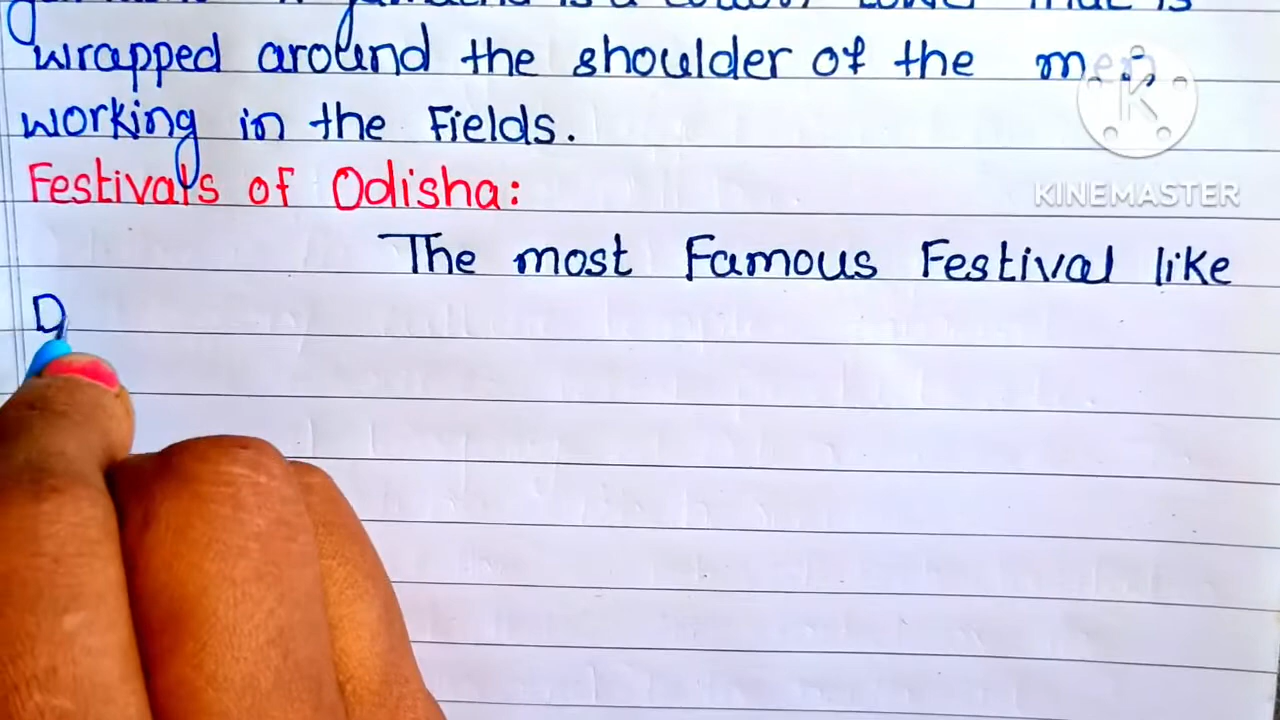 wrapped around the shoulder of the men
working in the Fields.
Festivals of Odisha:
The most Famous Festival like
D
KINEMASTER